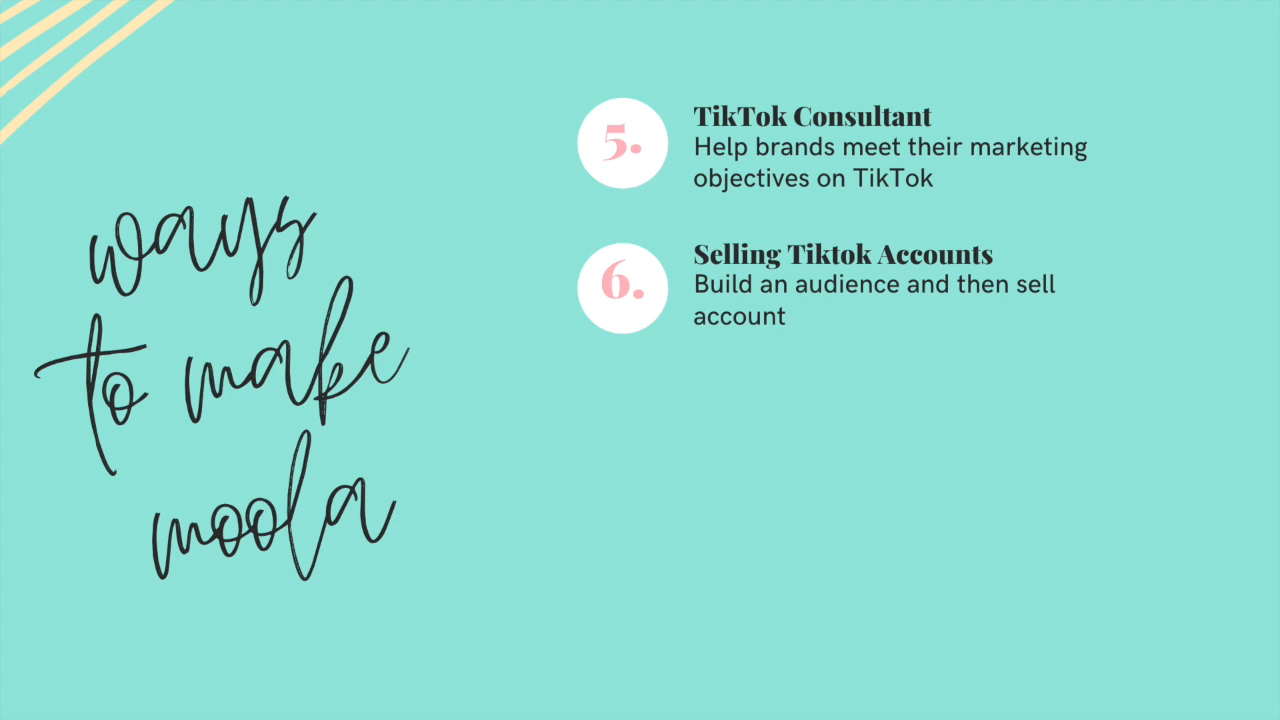 ways
to make
moola
5.
TikTok Consultant
Help brands meet their marketing
objectives on TikTok
6.
Selling Tiktok Accounts
Build an audience and then sell
account